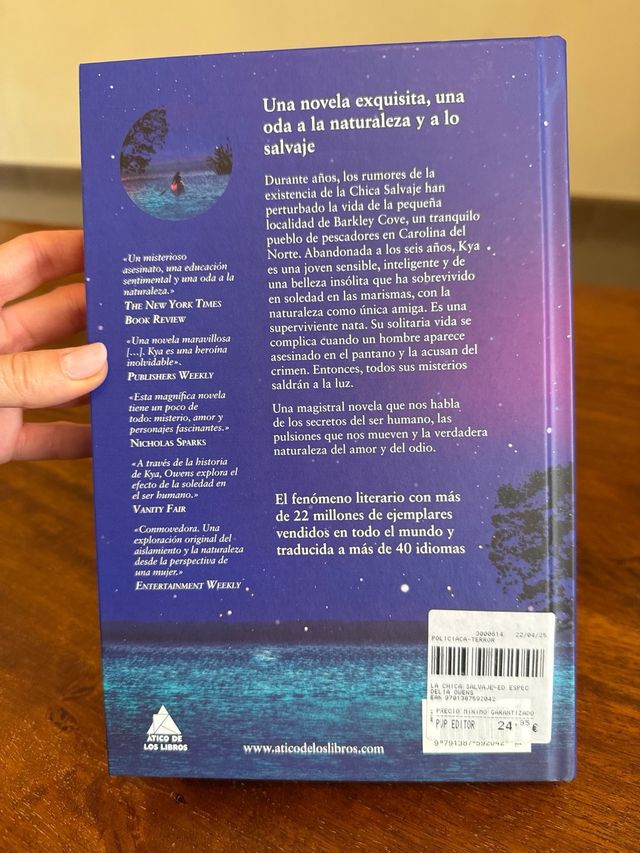 Una novela exquisita, una
oda a la naturaleza y a lo
salvaje
Durante años, los rumores de la
existencia de la Chica Salvaje han
perturbado la vida de la pequeña
localidad de Barkley Cove, un tranquilo
pueblo de pescadores en Carolina del
Norte. Abandonada a los seis años, Kya
es una joven sensible, inteligente y de
una belleza insólita que ha sobrevivido
en soledad en las marismas, con la
naturaleza como única amiga. Es una
superviviente nata. Su solitaria vida se
complica cuando un hombre aparece
asesinado en el pantano y la acusan del
crimen. Entonces, todos sus misterios
saldrán a la luz.
Una magistral novela que nos habla
de los secretos del ser humano, las
pulsiones que nos mueven y la verdadera
naturaleza del amor y del odio.
El fenómeno literario con más
de 22 millones de ejemplares
vendidos en todo el mundo y
traducida a más de 40 idiomas
«Un misterioso
asesinato, una educación
sentimental y una oda a la
naturaleza.»
The New York Times
Book Review
«Una novela maravillosa
[...]. Kya es una heroína
inolvidable».
Publishers Weekly
«Esta magnífica novela
tiene un poco de
todo: misterio, amor y
personajes fascinantes.»
Nicholas Sparks
«A través de la historia
de Kya, Owens explora el
efecto de la soledad en
el ser humano.»
Vanity Fair
«Conmovedora. Una
exploración original del
aislamiento y la naturaleza
desde la perspectiva de
una mujer.»
Entertainment Weekly
ÁTICO DE
LOS LIBROS
www.aticodeloslibros.com
3000614 22/04/25
POLICIACA-TERROR
LA CHICA SALVAJE-ED ESPEC
DELIA OWENS
EAN 9791387592042
PRECIO MINIMO GARANTIZADO
PVP EDITOR 24,95 €
9 791387 592042